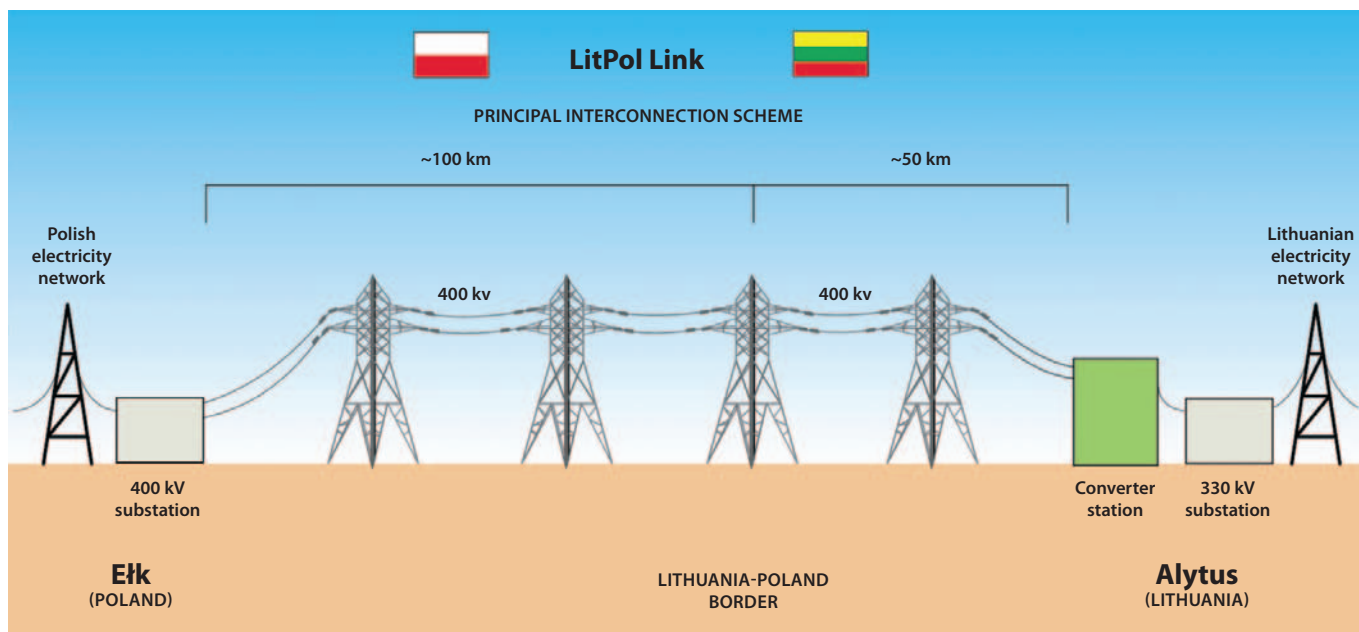 LitPol Link
PRINCIPAL INTERCONNECTION SCHEME
~100 km
~50 km
Polish
electricity
network
Lithuanian
electricity
network
400 kv
400 kv
400 kV
substation
Converter
station
330 kV
substation
Ełk
(POLAND)
LITHUANIA-POLAND
BORDER
Alytus
(LITHUANIA)